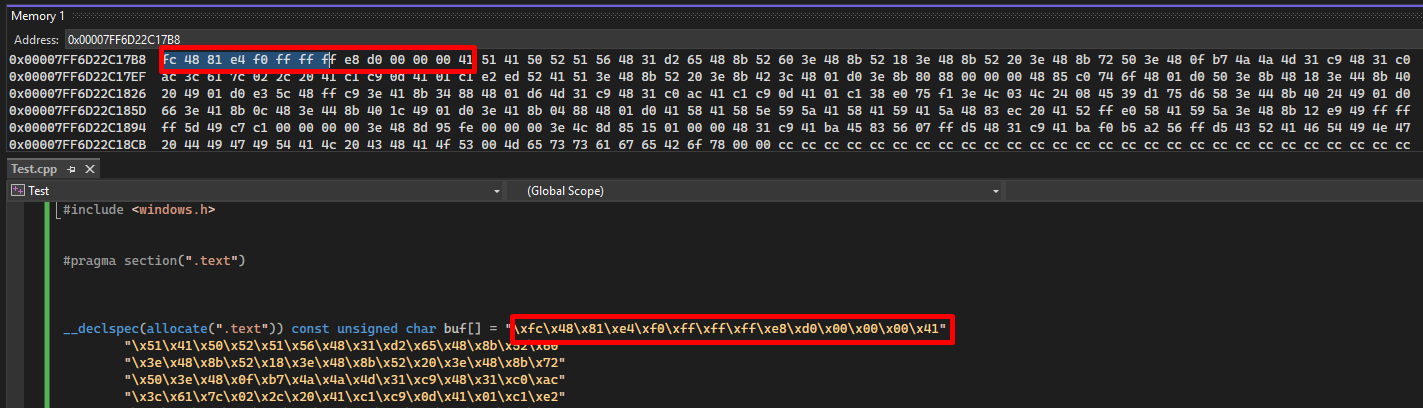 Memory 1
Address: 0x00007FF6D22C17B8
0x00007FF6D22C17B8 fc 48 81 e4 f0 ff ff ff e8 d0 00 00 00 41 51 41 50 52 51 56 48 31 d2 65 48 8b 52 60 3e 48 8b 52 18 3e 48 8b 52 20 3e 48 8b 72 50 3e 48 0f b7 4a 4a 4d 31 c9 48 31 c0
0x00007FF6D22C17EF ac 3c 61 7c 02 2c 20 41 c1 c9 0d 41 01 c1 e2 ed 52 41 51 3e 48 8b 52 20 3e 8b 42 3c 48 01 d0 3e 8b 80 88 00 00 00 48 85 c0 74 6f 48 01 d0 50 3e 8b 48 18 3e 44 8b 40
0x00007FF6D22C1826 20 49 01 d0 e3 5c 48 ff c9 3e 41 8b 34 88 48 01 d6 4d 31 c9 48 31 c0 ac 41 c1 c9 0d 41 01 c1 38 e0 75 f1 3e 4c 03 4c 24 08 45 39 d1 75 d6 58 3e 44 8b 40 24 49 01 d0
0x00007FF6D22C185D 66 3e 41 8b 0c 48 3e 44 8b 40 1c 49 01 d0 3e 41 8b 04 88 48 01 d0 41 58 41 58 5e 59 5a 41 58 41 59 41 5a 48 83 ec 20 41 52 ff e0 58 41 59 5a 3e 48 8b 12 e9 49 ff ff
0x00007FF6D22C1894 ff 5d 49 c7 c1 00 00 00 00 3e 48 8d 95 fe 00 00 00 3e 4c 8d 85 15 01 00 00 48 31 c9 41 ba 45 83 56 07 ff d5 48 31 c9 41 ba f0 b5 a2 56 ff d5 43 52 41 46 54 49 4e 47
0x00007FF6D22C18CB 20 44 49 47 49 54 41 4c 20 43 48 41 4f 53 00 4d 65 73 73 61 67 65 42 6f 78 00 00 cc cc cc cc cc cc cc cc cc cc cc cc cc cc cc cc cc cc cc cc cc cc cc cc cc cc cc cc
Test.cpp
Test (Global Scope)
#include <windows.h>
#pragma section(".text")
__declspec(allocate(".text")) const unsigned char buf[] = "\xfc\x48\x81\xe4\xf0\xff\xff\xff\xe8\xd0\x00\x00\x00\x41"
"\x51\x41\x50\x52\x51\x56\x48\x31\xd2\x65\x48\x8b\x52\x60"
"\x3e\x48\x8b\x52\x18\x3e\x48\x8b\x52\x20\x3e\x48\x8b\x72"
"\x50\x3e\x48\x0f\xb7\x4a\x4a\x4d\x31\xc9\x48\x31\xc0\xac"
"\x3c\x61\x7c\x02\x2c\x20\x41\xc1\xc9\x0d\x41\x01\xc1\xe2"